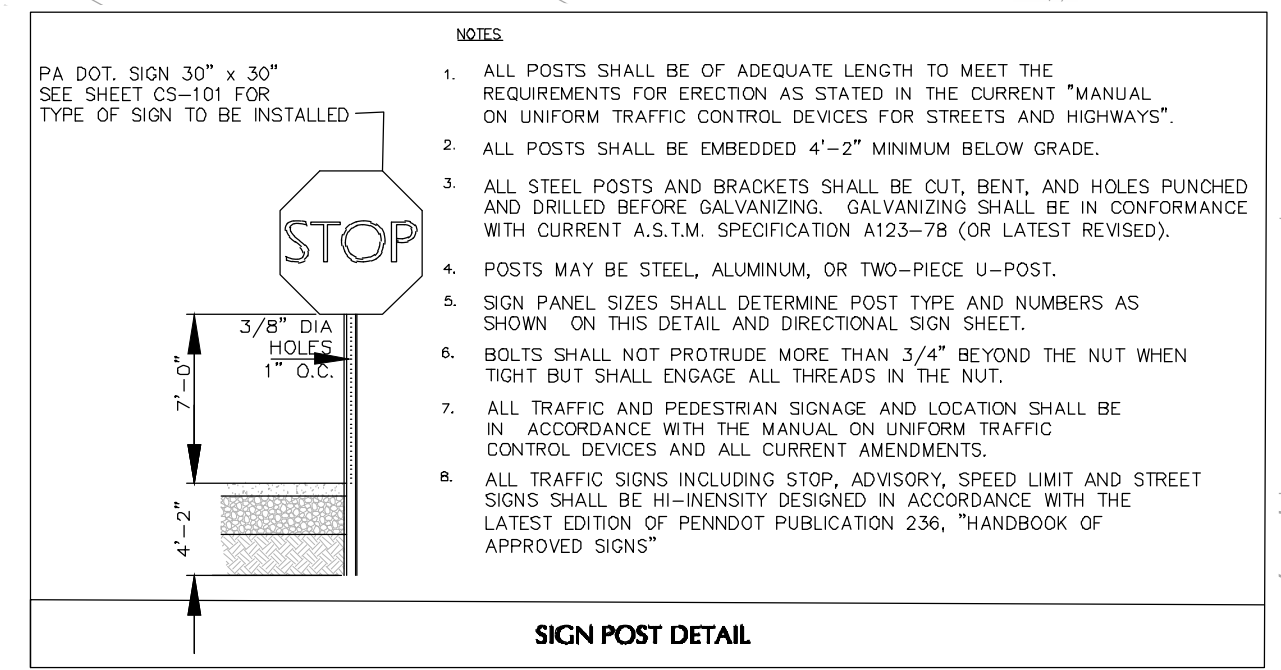 NOTES
PA DOT. SIGN 30" x 30"
SEE SHEET CS-101 FOR
TYPE OF SIGN TO BE INSTALLED
STOP
3/8" DIA
HOLES
1" O.C.
7'-0"
4'-2"
1. ALL POSTS SHALL BE OF ADEQUATE LENGTH TO MEET THE
REQUIREMENTS FOR ERECTION AS STATED IN THE CURRENT "MANUAL
ON UNIFORM TRAFFIC CONTROL DEVICES FOR STREETS AND HIGHWAYS".
2. ALL POSTS SHALL BE EMBEDDED 4'-2" MINIMUM BELOW GRADE.
3. ALL STEEL POSTS AND BRACKETS SHALL BE CUT, BENT, AND HOLES PUNCHED
AND DRILLED BEFORE GALVANIZING. GALVANIZING SHALL BE IN CONFORMANCE
WITH CURRENT A.S.T.M. SPECIFICATION A123-78 (OR LATEST REVISED).
4. POSTS MAY BE STEEL, ALUMINUM, OR TWO-PIECE U-POST.
5. SIGN PANEL SIZES SHALL DETERMINE POST TYPE AND NUMBERS AS
SHOWN ON THIS DETAIL AND DIRECTIONAL SIGN SHEET.
6. BOLTS SHALL NOT PROTRUDE MORE THAN 3/4" BEYOND THE NUT WHEN
TIGHT BUT SHALL ENGAGE ALL THREADS IN THE NUT.
7. ALL TRAFFIC AND PEDESTRIAN SIGNAGE AND LOCATION SHALL BE
IN ACCORDANCE WITH THE MANUAL ON UNIFORM TRAFFIC
CONTROL DEVICES AND ALL CURRENT AMENDMENTS.
8. ALL TRAFFIC SIGNS INCLUDING STOP, ADVISORY, SPEED LIMIT AND STREET
SIGNS SHALL BE HI-INENSITY DESIGNED IN ACCORDANCE WITH THE
LATEST EDITION OF PENNDOT PUBLICATION 236, "HANDBOOK OF
APPROVED SIGNS"
SIGN POST DETAIL